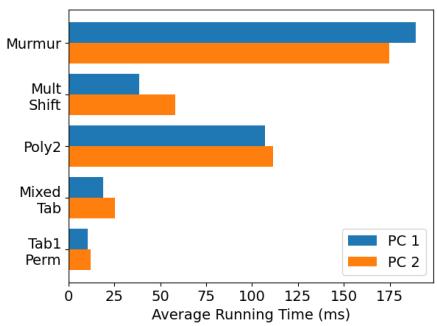 Murmur
Mult
Shift
Poly2
Mixed
Tab
Tab1
Perm
PC 1
PC 2
0 25 50 75 100 125 150 175
Average Running Time (ms)